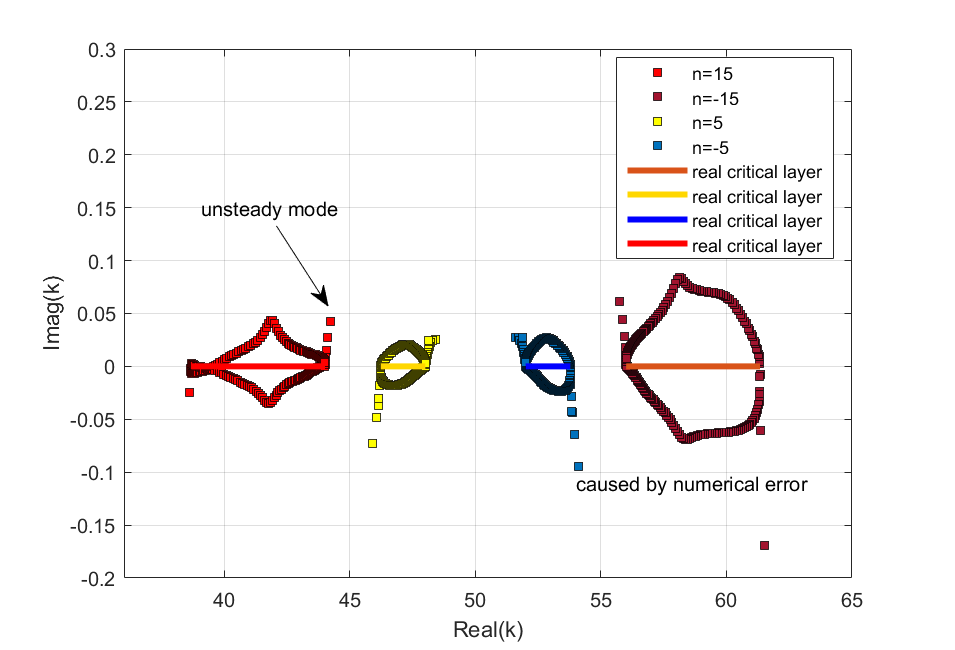 0.3
0.25
0.2
0.15
0.1
0.05
0
-0.05
-0.1
-0.15
-0.2
Imag(k)
n=15
n=-15
n=5
n=-5
real critical layer
real critical layer
real critical layer
real critical layer
unsteady mode
caused by numerical error
40 45 50 55 60 65
Real(k)